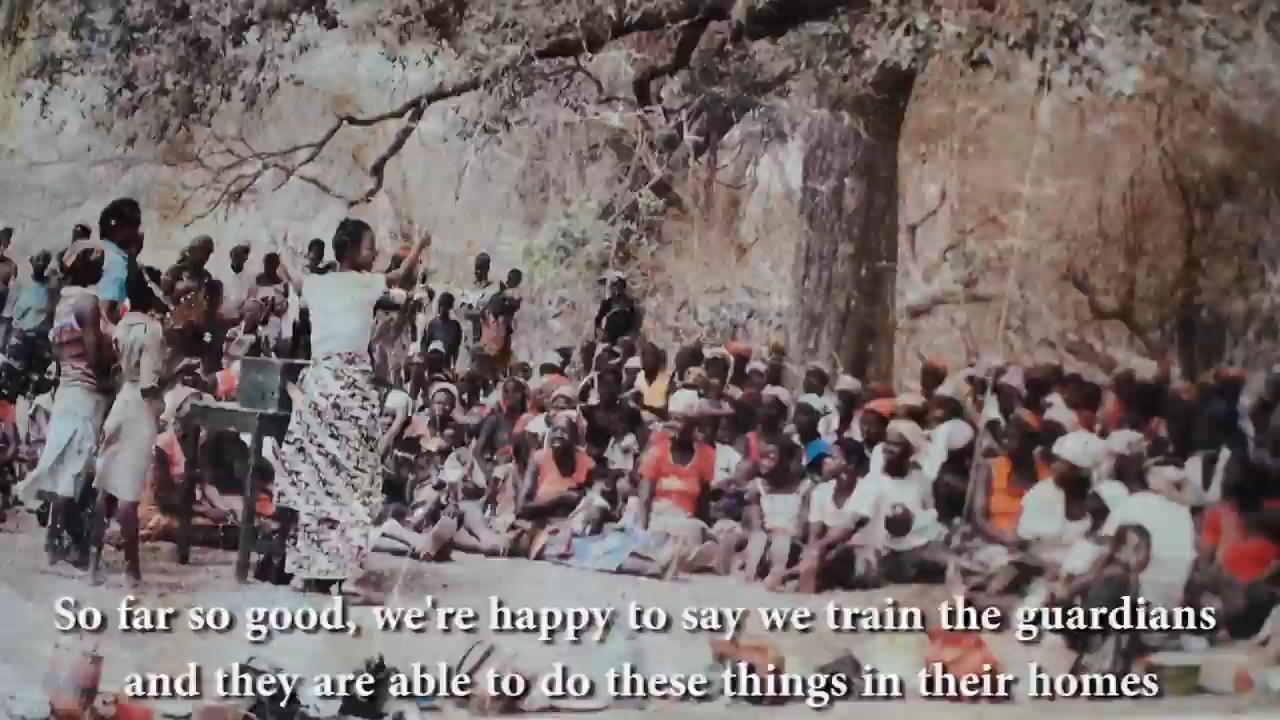 So far so good, we're happy to say we train the guardians
and they are able to do these things in their homes